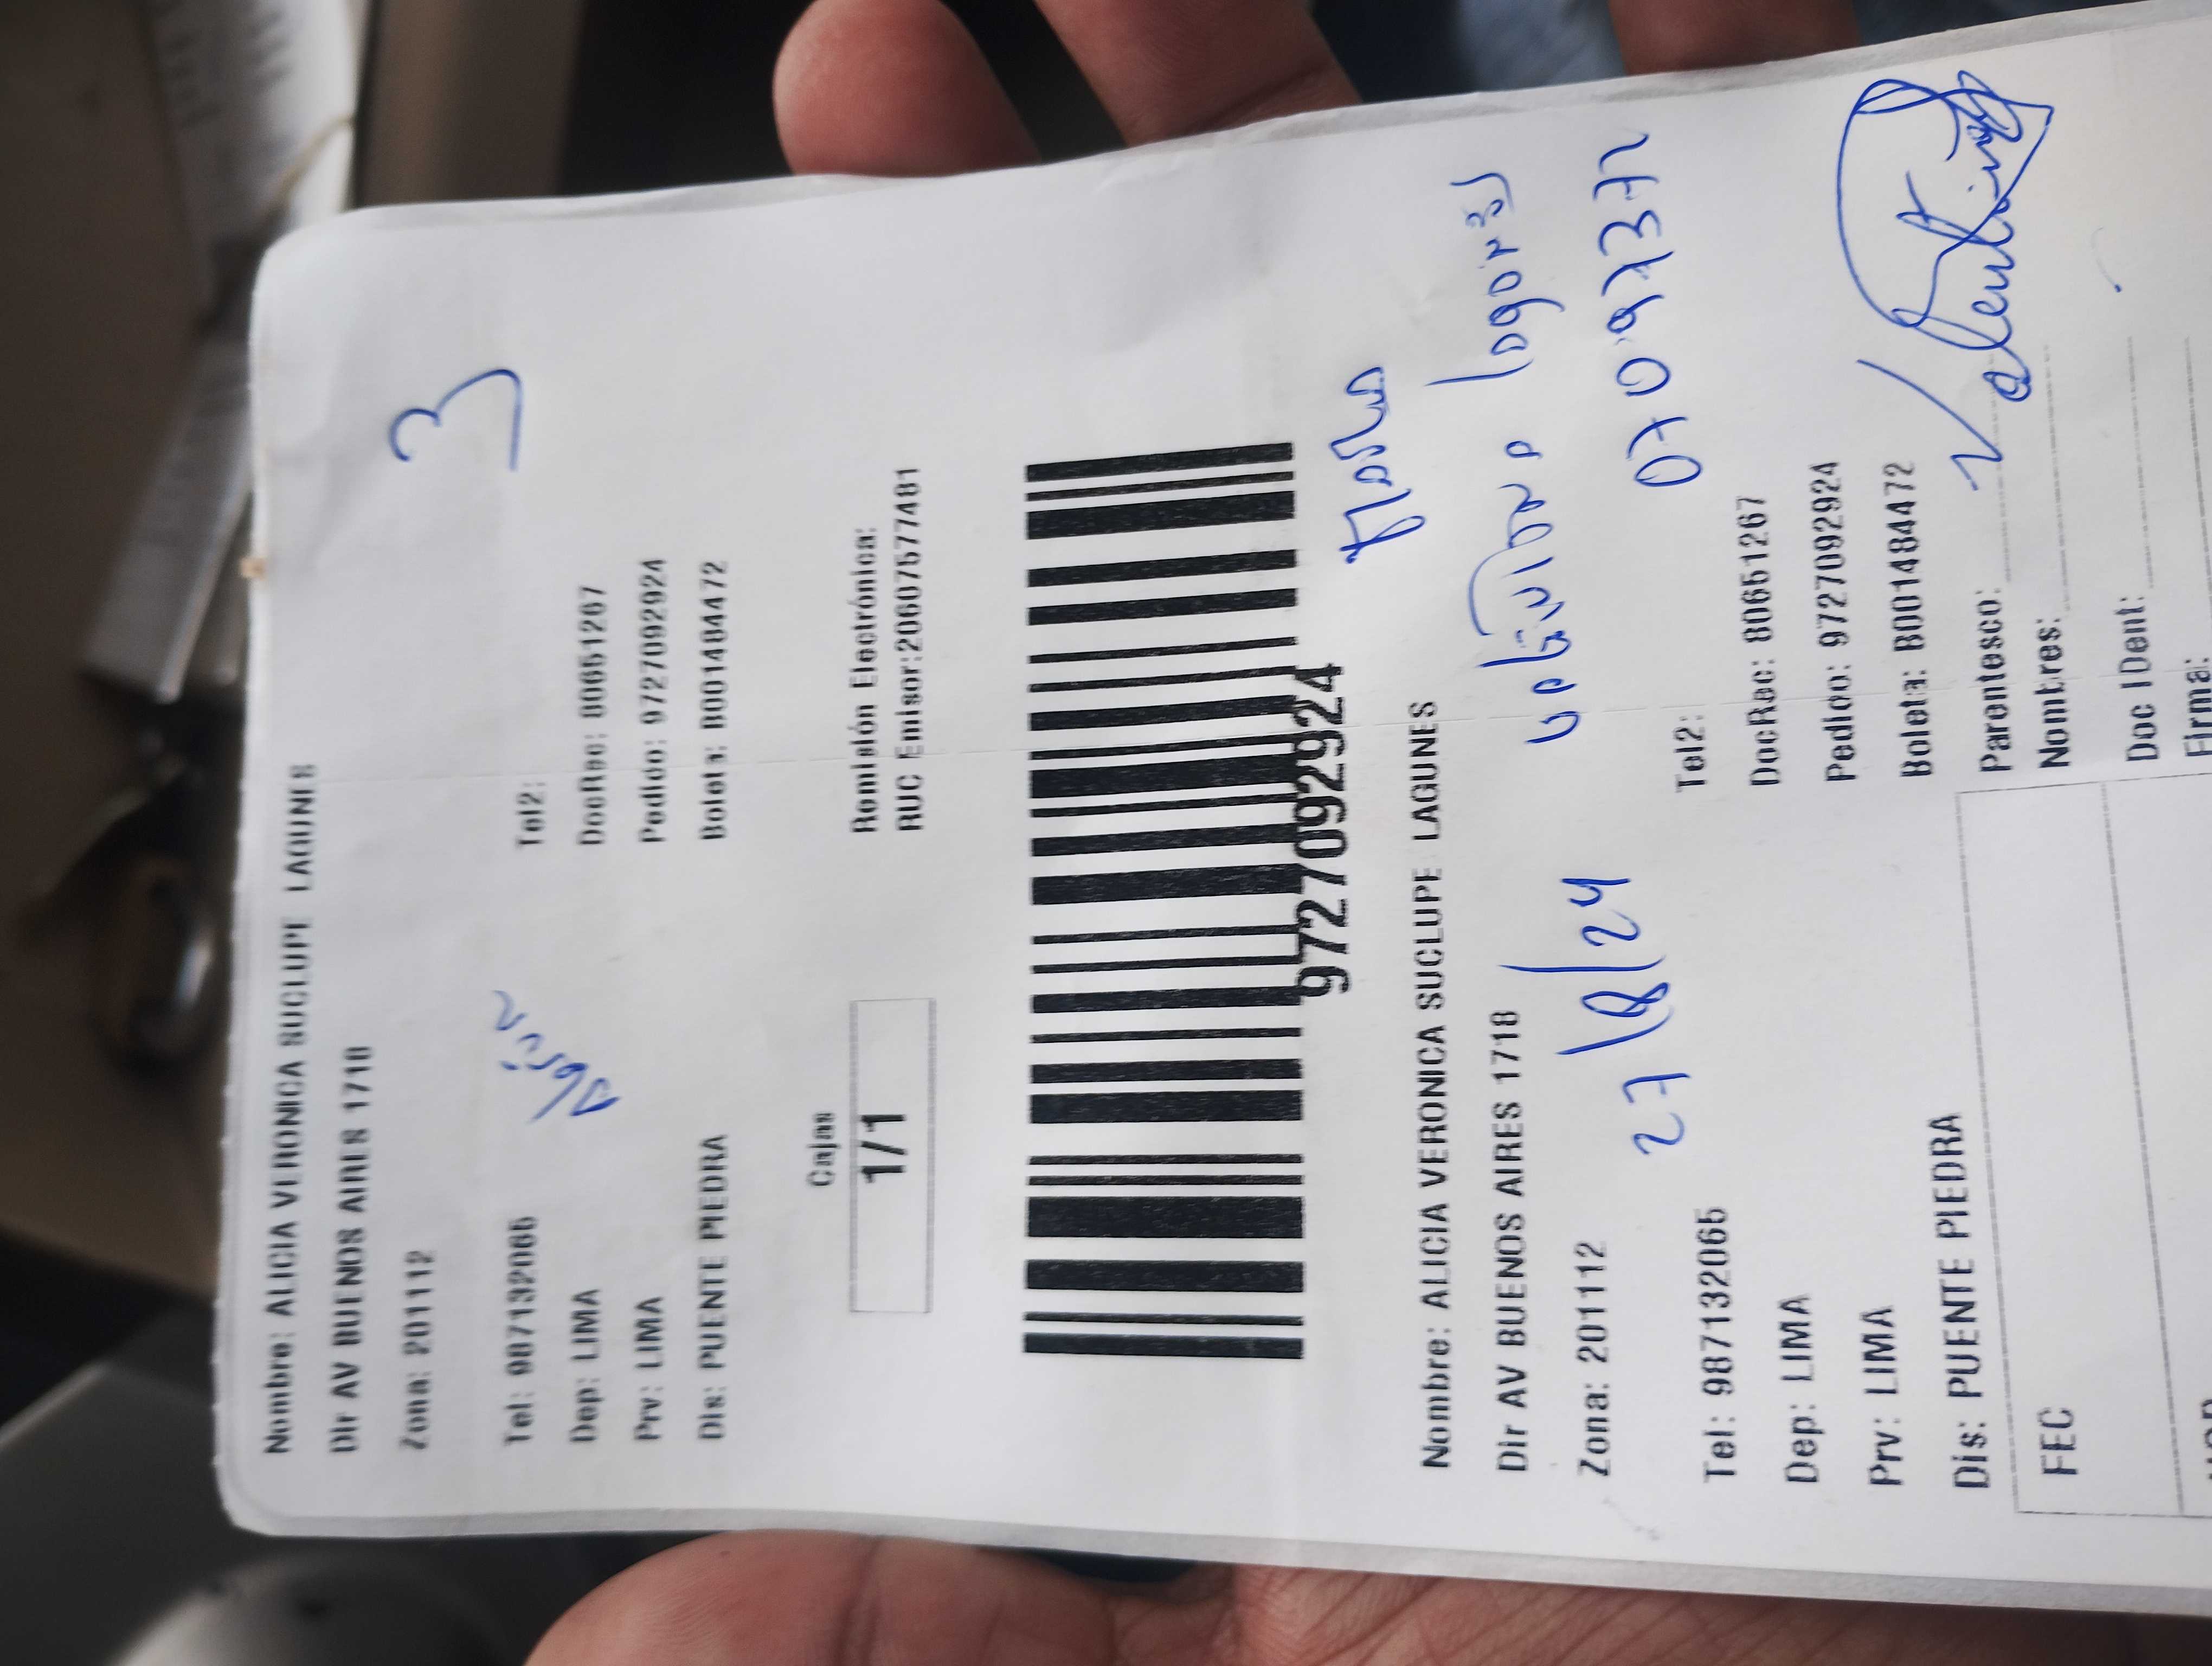 Nombre: ALICIA VERONICA SUCLUPE LAGUNES
Dir AV BUENOS AIRES 1718
Zona: 201112
3
Tel: 987132065
Tel2:
Dep: LIMA
DocRec: 80651267
Prv: LIMA
Pedido: 9727092924
Dis: PUENTE PIEDRA
Boleta: B001484472
Cajas
1/1
Remisión Electrónica:
RUC Emisor:20607577481
9727092924
Nombre: ALICIA VERONICA SUCLUPE LAGUNES
Dir AV BUENOS AIRES 1718
Valentina
Zona: 201112
27/8/24
Tel: 987132065
Tel2:
Dep: LIMA
DocRec: 80651267
Prv: LIMA
Pedido: 9727092924
Dis: PUENTE PIEDRA
Boleta: B001484472
FEC
Parentesco:
Nombres:
Valentina
Doc IDent:
Firma: